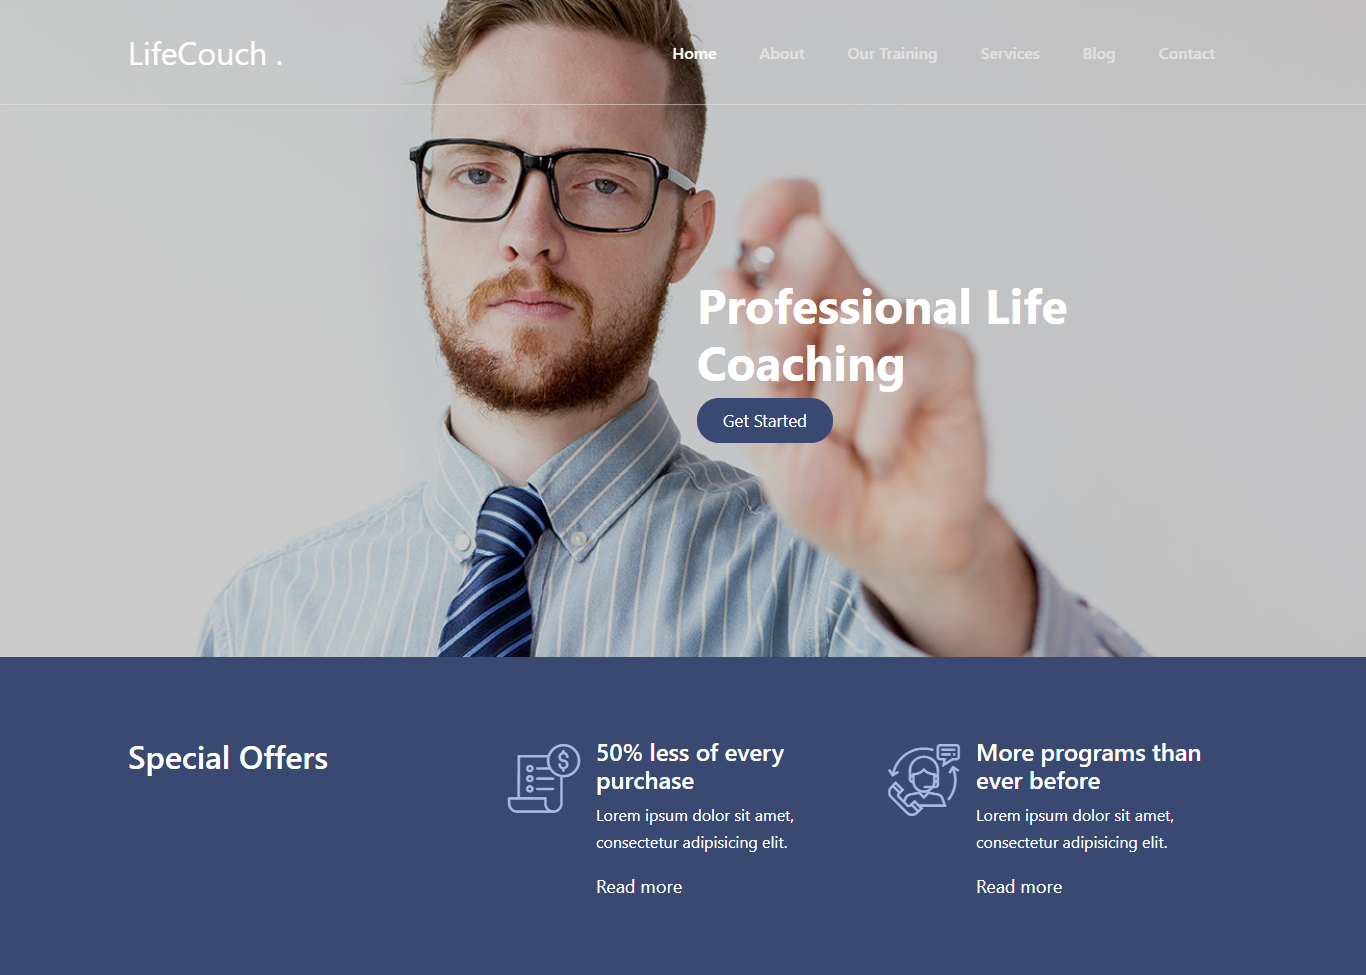 LifeCouch .
Home About Our Training Services Blog Contact
Professional Life
Coaching
Get Started
Special Offers
$
50% less of every
purchase
Lorem ipsum dolor sit amet,
consectetur adipisicing elit.
Read more
More programs than
ever before
Lorem ipsum dolor sit amet,
consectetur adipisicing elit.
Read more